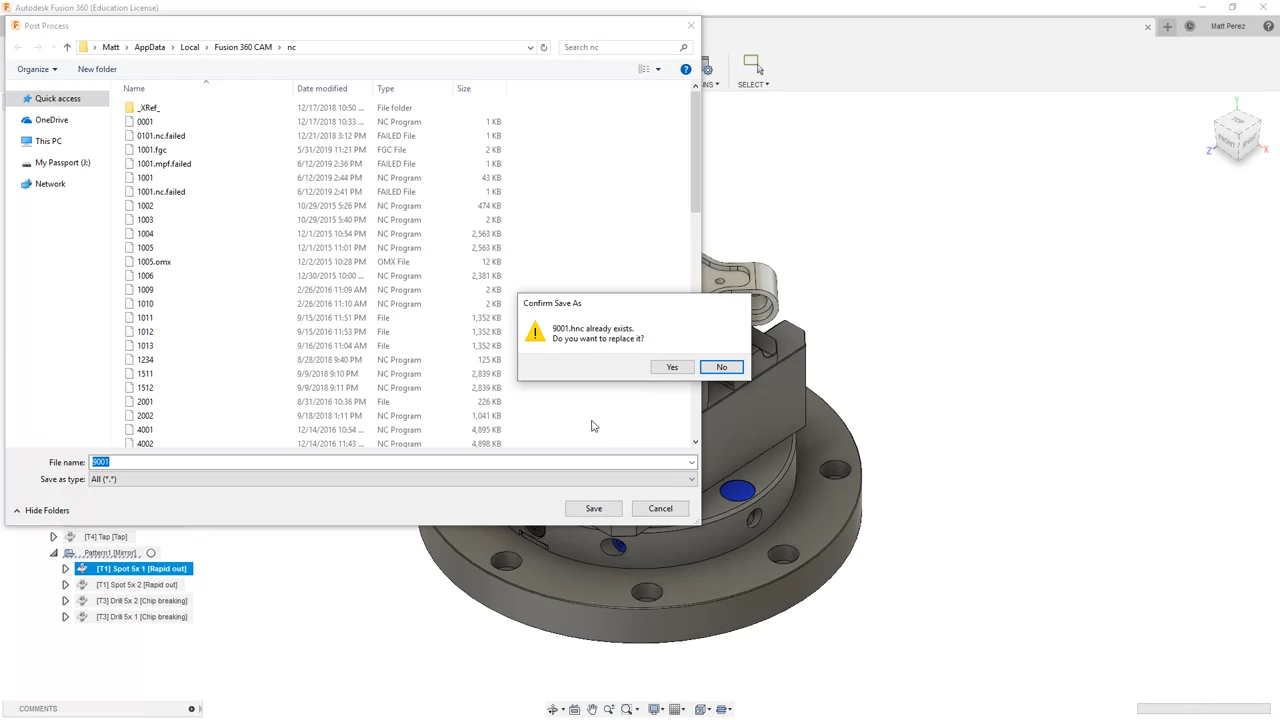 Autodesk Fusion 360 (Education License)
Post Process
Matt Perez
Matt > AppData > Local > Fusion 360 CAM > nc
Search nc
Organize
New folder
SELECT
Name
Date modified
Type
Size
Quick access
OneDrive
This PC
My Passport (J:)
Network
_XRef_ 12/17/2018 10:50 ... File folder
0001 12/17/2018 10:33 ... NC Program 1 KB
0101.nc.failed 12/21/2018 3:12 PM FAILED File 1 KB
1001.fgc 5/31/2019 11:21 PM FGC File 2 KB
1001.mpf.failed 6/12/2019 2:36 PM FAILED File 1 KB
1001 6/12/2019 2:44 PM NC Program 43 KB
1001.nc.failed 6/12/2019 2:41 PM FAILED File 1 KB
1002 10/29/2015 5:26 PM NC Program 474 KB
1003 10/29/2015 5:40 PM NC Program 2 KB
1004 12/1/2015 10:54 PM NC Program 2,563 KB
1005 12/1/2015 11:01 PM NC Program 2,563 KB
1005.omx 12/2/2015 10:28 PM OMX File 12 KB
1006 12/30/2015 10:00 ... NC Program 2,381 KB
1009 2/26/2016 11:09 AM NC Program 2 KB
1010 2/26/2016 11:10 AM NC Program 2 KB
1011 9/15/2016 11:51 PM File 1,352 KB
1012 9/15/2016 11:53 PM File 1,352 KB
1013 9/16/2016 11:04 AM File 1,352 KB
1234 8/28/2018 9:40 PM NC Program 125 KB
1511 9/9/2018 9:10 PM NC Program 2,839 KB
1512 9/9/2018 9:11 PM NC Program 2,839 KB
2001 8/31/2016 10:36 PM File 226 KB
2002 9/18/2018 1:11 PM NC Program 1,041 KB
4001 12/14/2016 10:54 ... NC Program 4,895 KB
4002 12/14/2016 11:43 ... NC Program 4,898 KB
Confirm Save As
9001.hnc already exists.
Do you want to replace it?
Yes
No
File name: 9001
Save as type: All (*.*)
Hide Folders
Save
Cancel
TOP
FRONT
Y
Z
X
[T4] Tap [Tap]
Pattern1 [Mirror]
[T1] Spot 5x 1 [Rapid out]
[T1] Spot 5x 2 [Rapid out]
[T3] Drill 5x 2 [Chip breaking]
[T3] Drill 5x 1 [Chip breaking]
COMMENTS